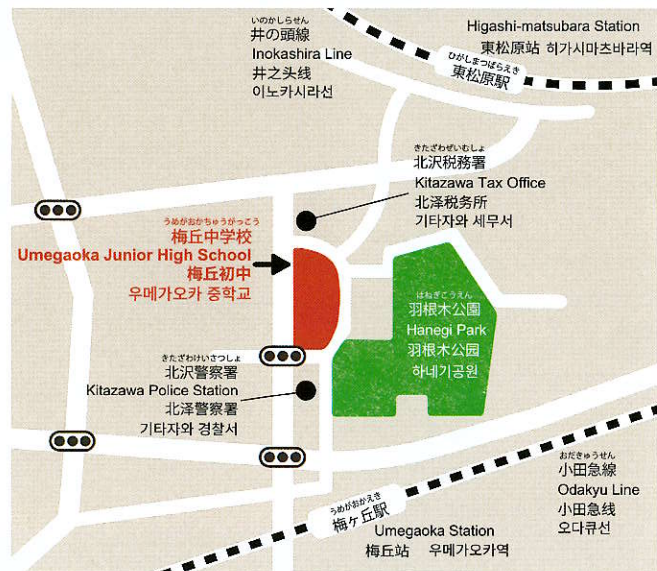 いのかしらせん
井の頭線
Inokashira Line
井之头线
이노카시라선
Higashi-matsubara Station
東松原站 히가시마츠바라역
ひがしまつばらえき
東松原駅
きたざわぜいむしょ
北沢税務署
Kitazawa Tax Office
北泽税务所
기타자와 세무서
うめがおかちゅうがっこう
梅丘中学校
Umegaoka Junior High School
梅丘初中
우메가오카 중학교
はねぎこうえん
羽根木公園
Hanegi Park
羽根木公园
하네기공원
きたざわけいさつしょ
北沢警察署
Kitazawa Police Station
北泽警察署
기타자와 경찰서
おだきゅうせん
小田急線
Odakyu Line
小田急线
오다큐선
うめがおかえき
梅ヶ丘駅
Umegaoka Station
梅丘站 우메가오카역